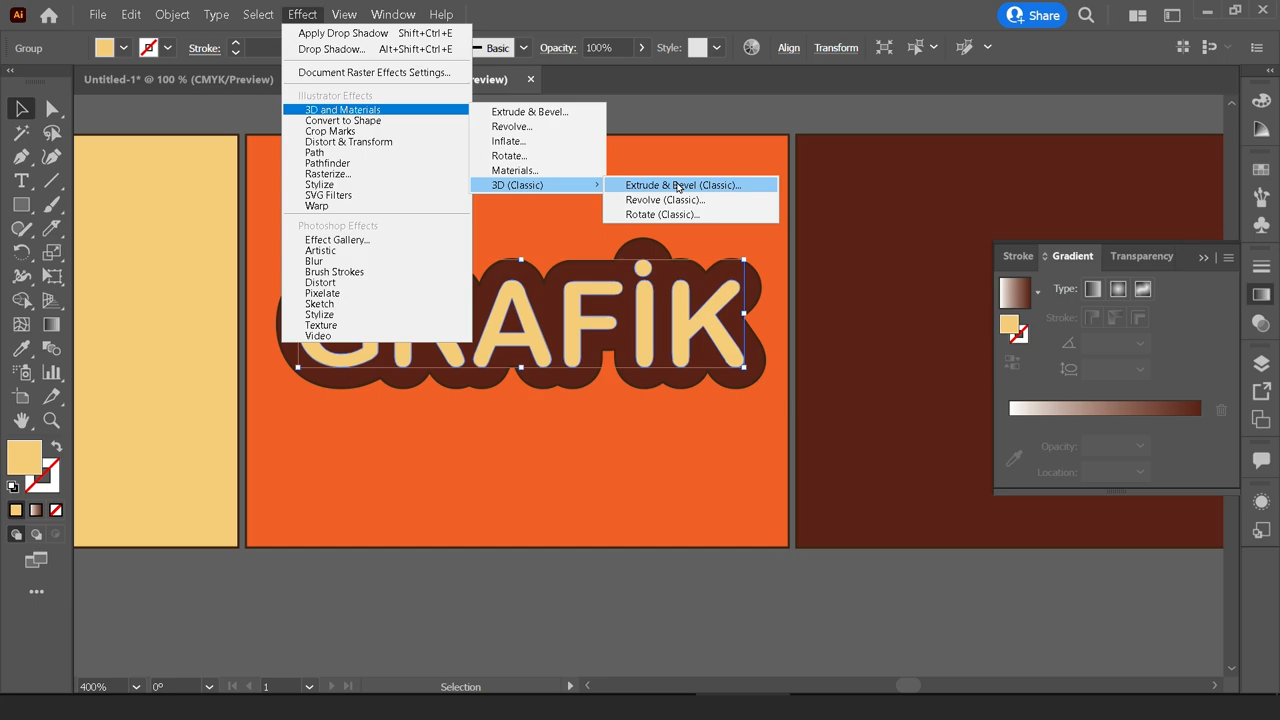 Ai File Edit Object Type Select Effect View Window Help Share
Group Stroke: Basic Opacity: 100% Style: Align Transform
Untitled-1* @ 100 % (CMYK/Preview) review) ×
Apply Drop Shadow Shift+Ctrl+E
Drop Shadow... Alt+Shift+Ctrl+E
Document Raster Effects Settings...
Illustrator Effects
3D and Materials
Convert to Shape
Crop Marks
Distort & Transform
Path
Pathfinder
Rasterize...
Stylize
SVG Filters
Warp
Photoshop Effects
Effect Gallery...
Artistic
Blur
Brush Strokes
Distort
Pixelate
Sketch
Stylize
Texture
Video
Extrude & Bevel...
Revolve...
Inflate...
Rotate...
Materials...
3D (Classic)
Extrude & Bevel (Classic)...
Revolve (Classic)...
Rotate (Classic)...
GRAFİK
Stroke Gradient Transparency
Type:
Stroke:
Opacity:
Location:
400% 0° 1 Selection